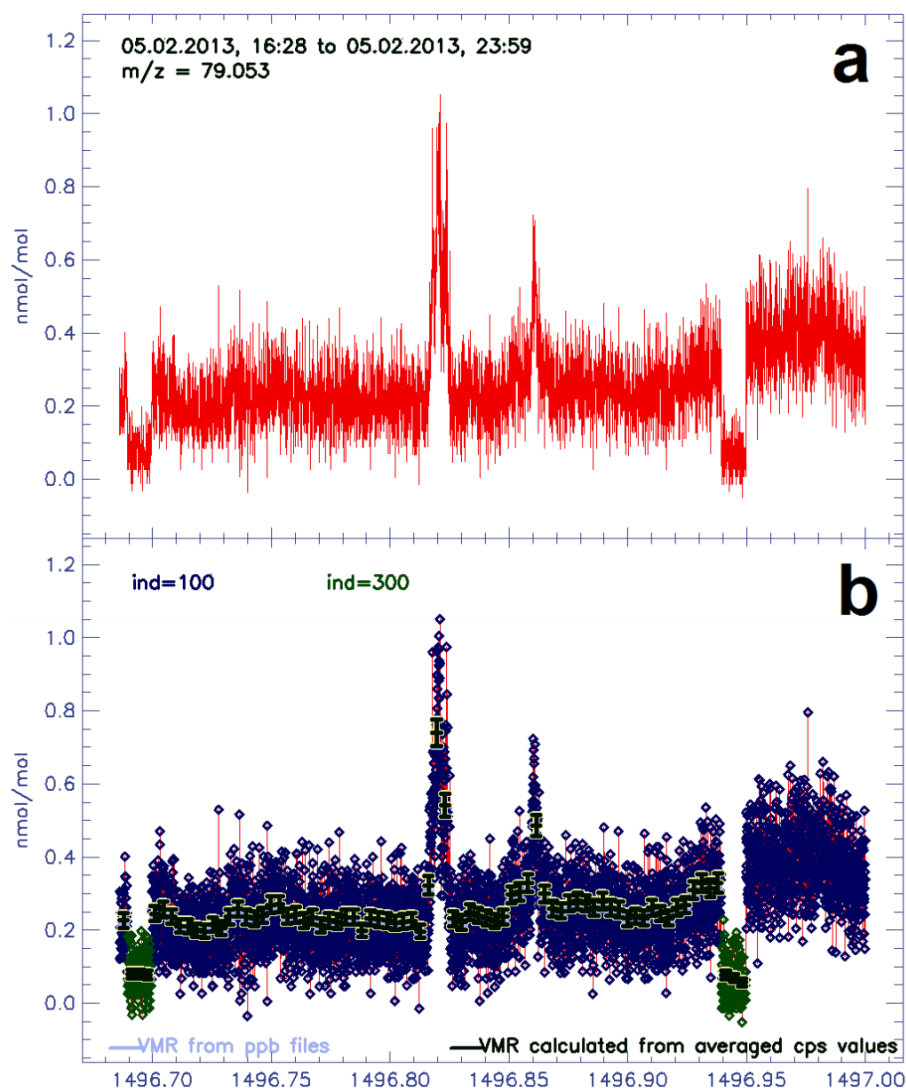 05.02.2013, 16:28 to 05.02.2013, 23:59
m/z = 79.053
a
1.2
1.0
0.8
0.6
0.4
0.2
0.0
nmol/mol
ind=100 ind=300
b
1.2
1.0
0.8
0.6
0.4
0.2
0.0
nmol/mol
VMR from ppb files VMR calculated from averaged cps values
1496.70 1496.75 1496.80 1496.85 1496.90 1496.95 1497.00